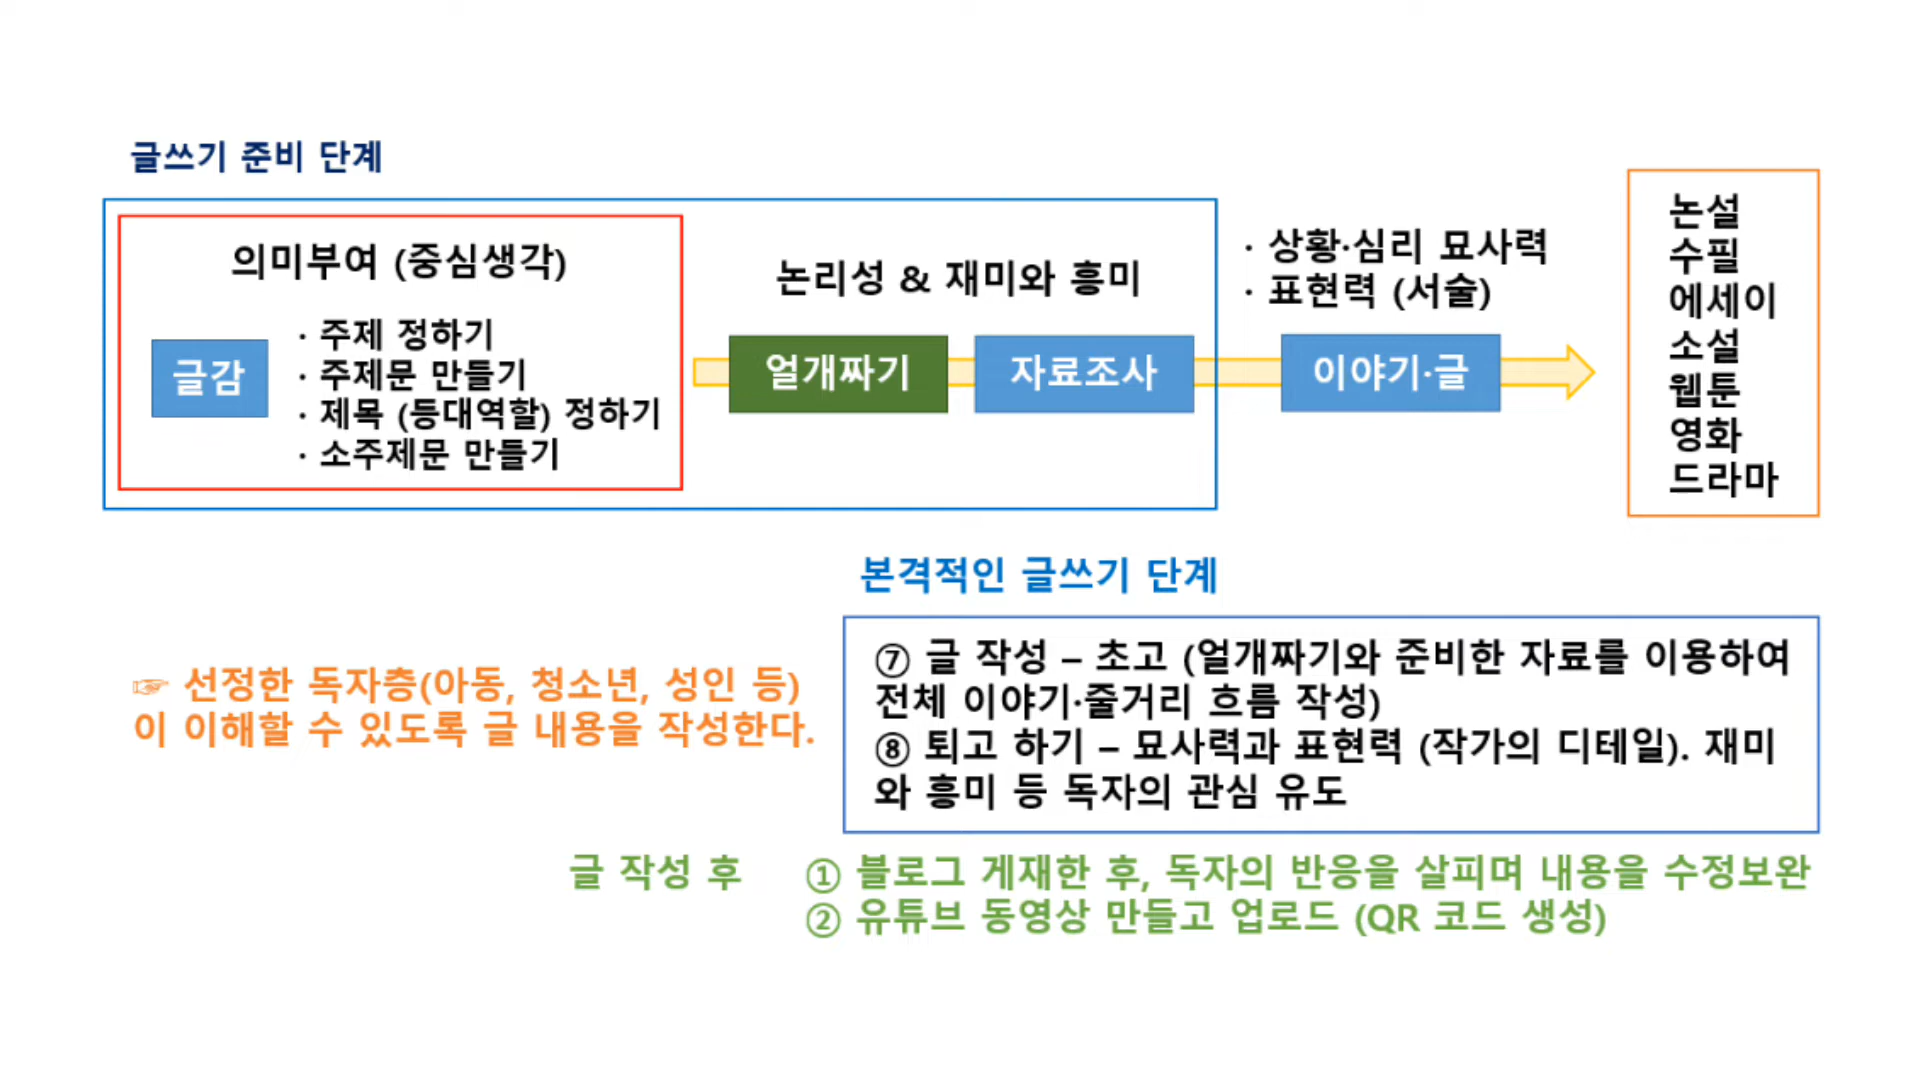 글쓰기 준비 단계
의미부여 (중심생각)
글감
· 주제 정하기
· 주제문 만들기
· 제목 (등대역할) 정하기
· 소주제문 만들기
논리성 & 재미와 흥미
얼개짜기
자료조사
· 상황·심리 묘사력
· 표현력 (서술)
이야기·글
논설
수필
에세이
소설
웹툰
영화
드라마
본격적인 글쓰기 단계
☞ 선정한 독자층(아동, 청소년, 성인 등)
이 이해할 수 있도록 글 내용을 작성한다.
⑦ 글 작성 – 초고 (얼개짜기와 준비한 자료를 이용하여
전체 이야기·줄거리 흐름 작성)
⑧ 퇴고 하기 – 묘사력과 표현력 (작가의 디테일). 재미
와 흥미 등 독자의 관심 유도
글 작성 후
① 블로그 게재한 후, 독자의 반응을 살피며 내용을 수정보완
② 유튜브 동영상 만들고 업로드 (QR 코드 생성)